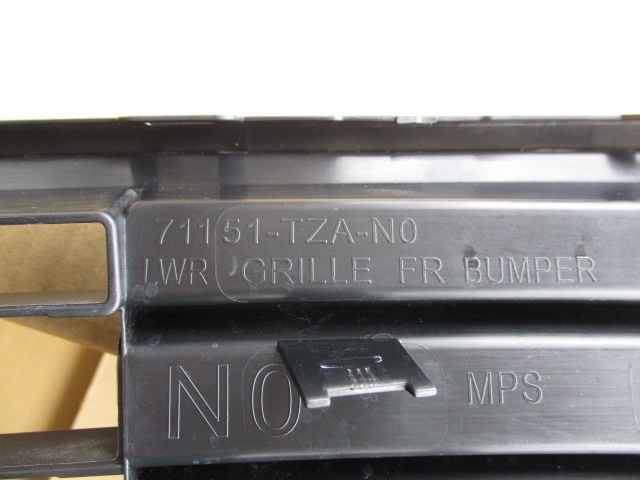 71151-TZA-N0
LWR GRILLE FR BUMPER
N0 MPS